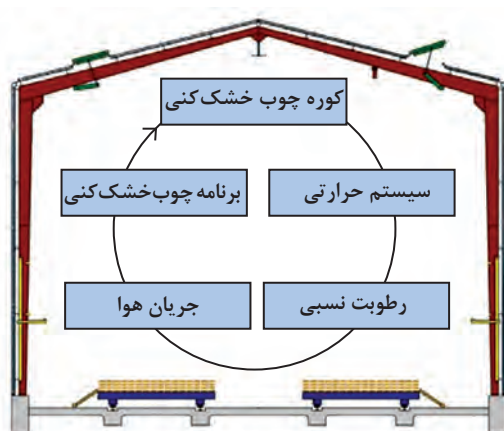 کوره چوب خشک‌کنی
سیستم حرارتی
رطوبت نسبی
جریان هوا
برنامه چوب‌خشک‌کنی